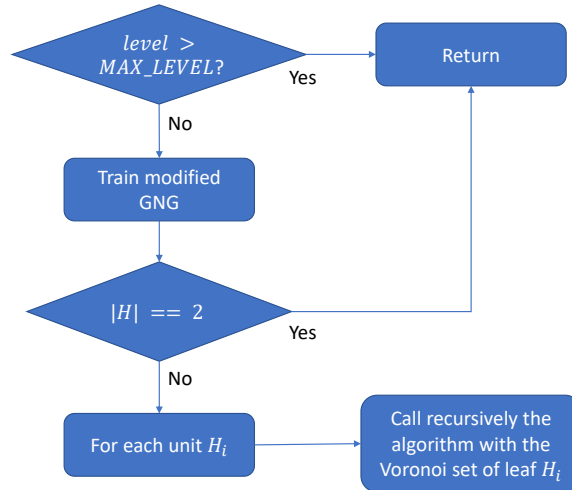 level >
MAX_LEVEL?
Yes
Return
No
Train modified
GNG
|H| == 2
Yes
No
For each unit H_i
Call recursively the
algorithm with the
Voronoi set of leaf H_i